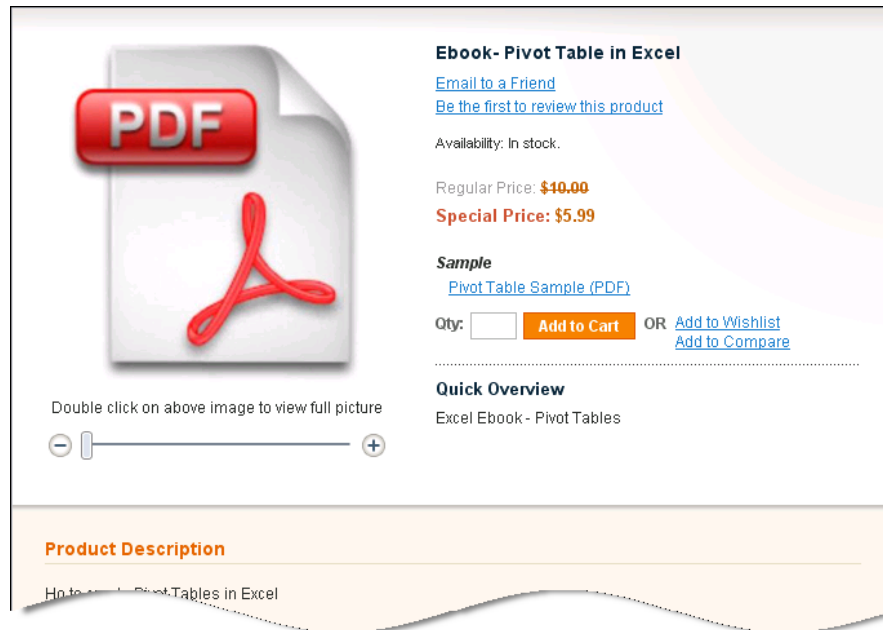 PDF
Ebook- Pivot Table in Excel
Email to a Friend
Be the first to review this product
Availability: In stock.
Regular Price: $10.00
Special Price: $5.99
Sample
Pivot Table Sample (PDF)
Qty: Add to Cart OR Add to Wishlist
Add to Compare
Quick Overview
Excel Ebook - Pivot Tables
Double click on above image to view full picture
Product Description
Ho to Pivot Tables in Excel